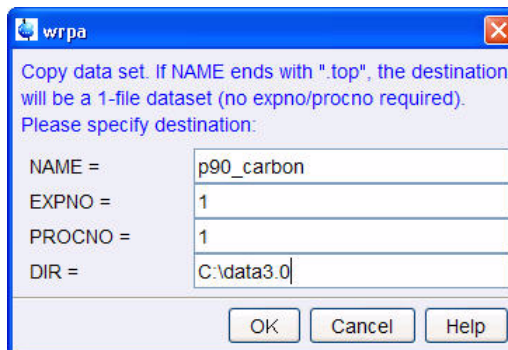 wrpa
Copy data set. If NAME ends with ".top", the destination
will be a 1-file dataset (no expno/procno required).
Please specify destination:
NAME = p90_carbon
EXPNO = 1
PROCNO = 1
DIR = C:\data3.0
OK Cancel Help